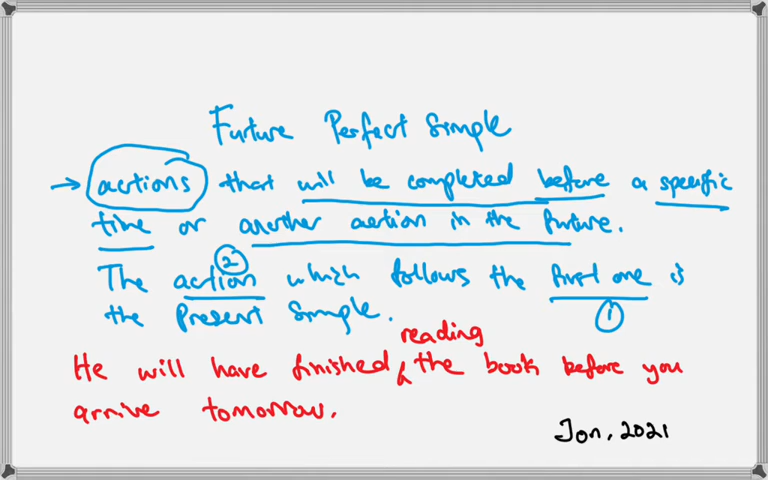 Future Perfect Simple
→ actions that will be completed before a specific
time or another action in the future.
The action ② which follows the first one ① is
the Present Simple.
reading
He will have finished ∧ the book before you
arrive tomorrow.
Jon, 2021